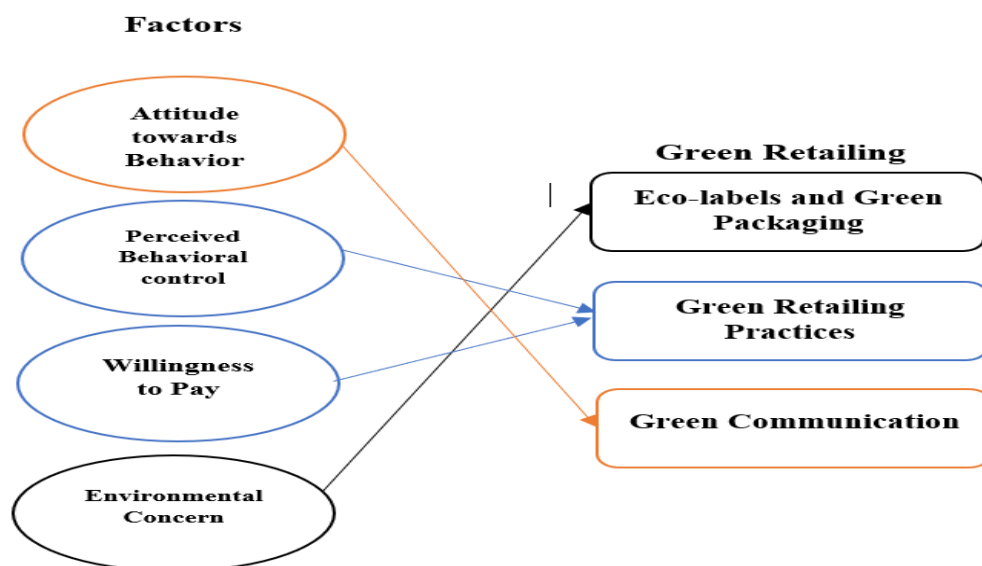 Factors
Attitude
towards
Behavior
Perceived
Behavioral
control
Willingness
to Pay
Environmental
Concern
Green Retailing
Eco-labels and Green
Packaging
Green Retailing
Practices
Green Communication